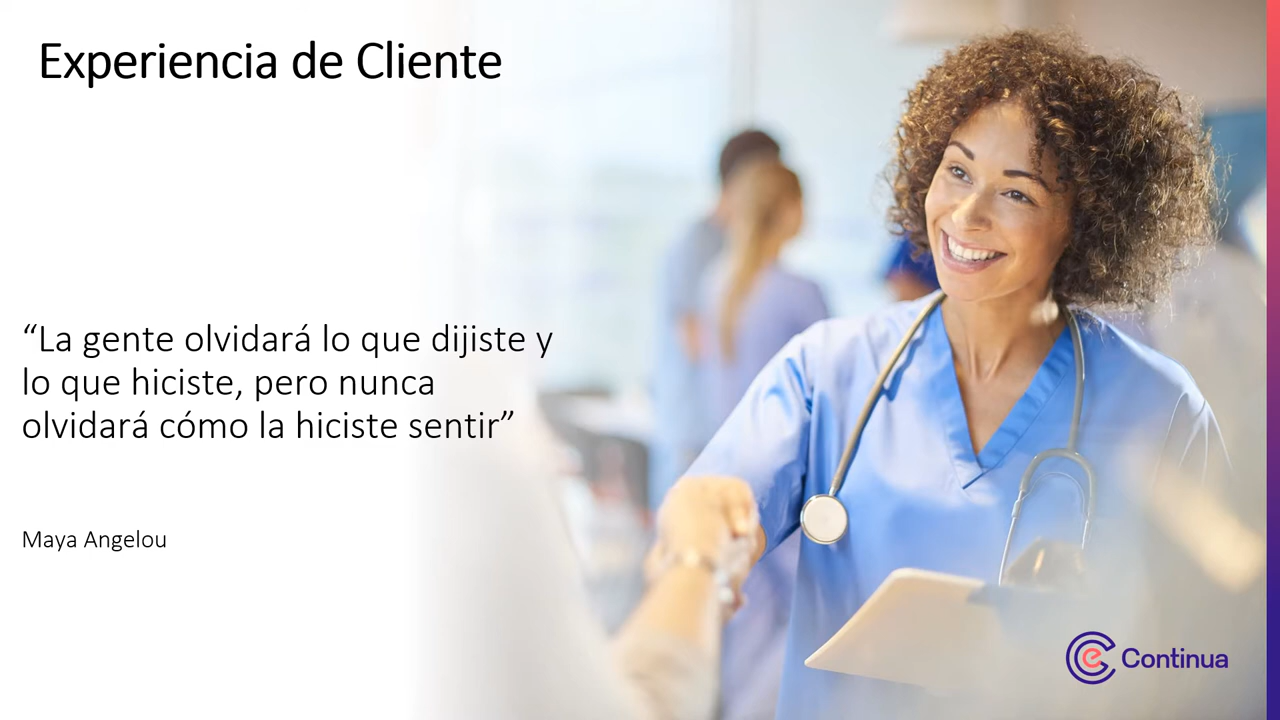 Experiencia de Cliente
“La gente olvidará lo que dijiste y
lo que hiciste, pero nunca
olvidará cómo la hiciste sentir”
Maya Angelou
e Continua